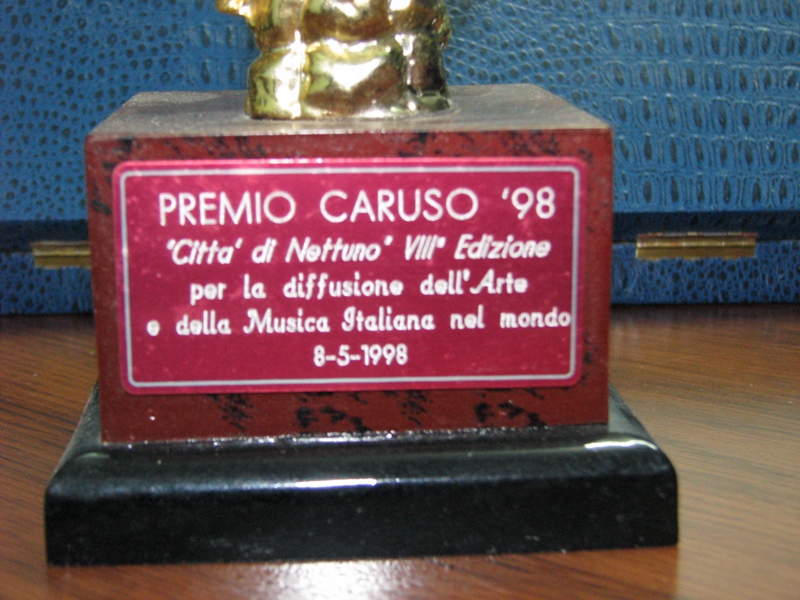 PREMIO CARUSO '98
"Citta' di Nettuno" VIIIª Edizione
per la diffusione dell'Arte
e della Musica Italiana nel mondo
8-5-1998